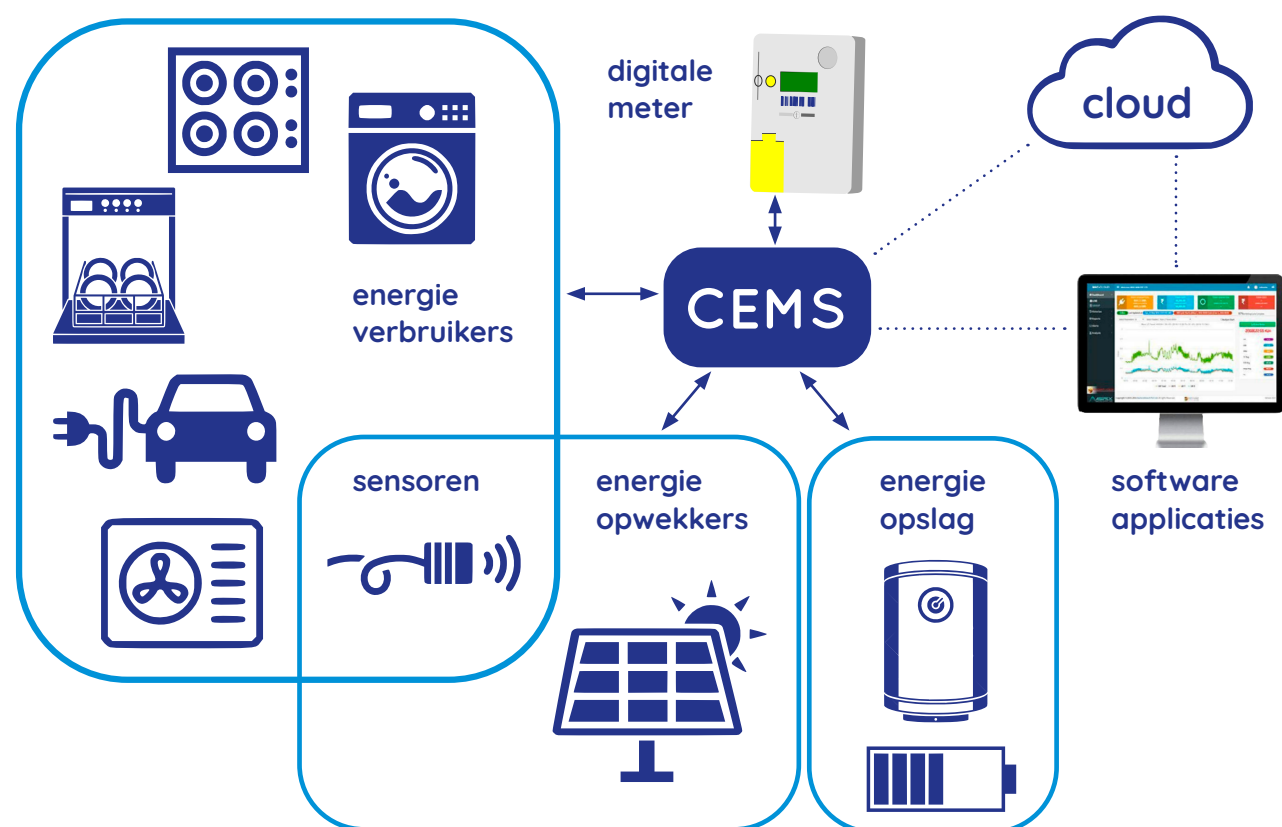 digitale
meter
cloud
CEMS
energie
verbruikers
sensoren
energie
opwekkers
energie
opslag
software
applicaties